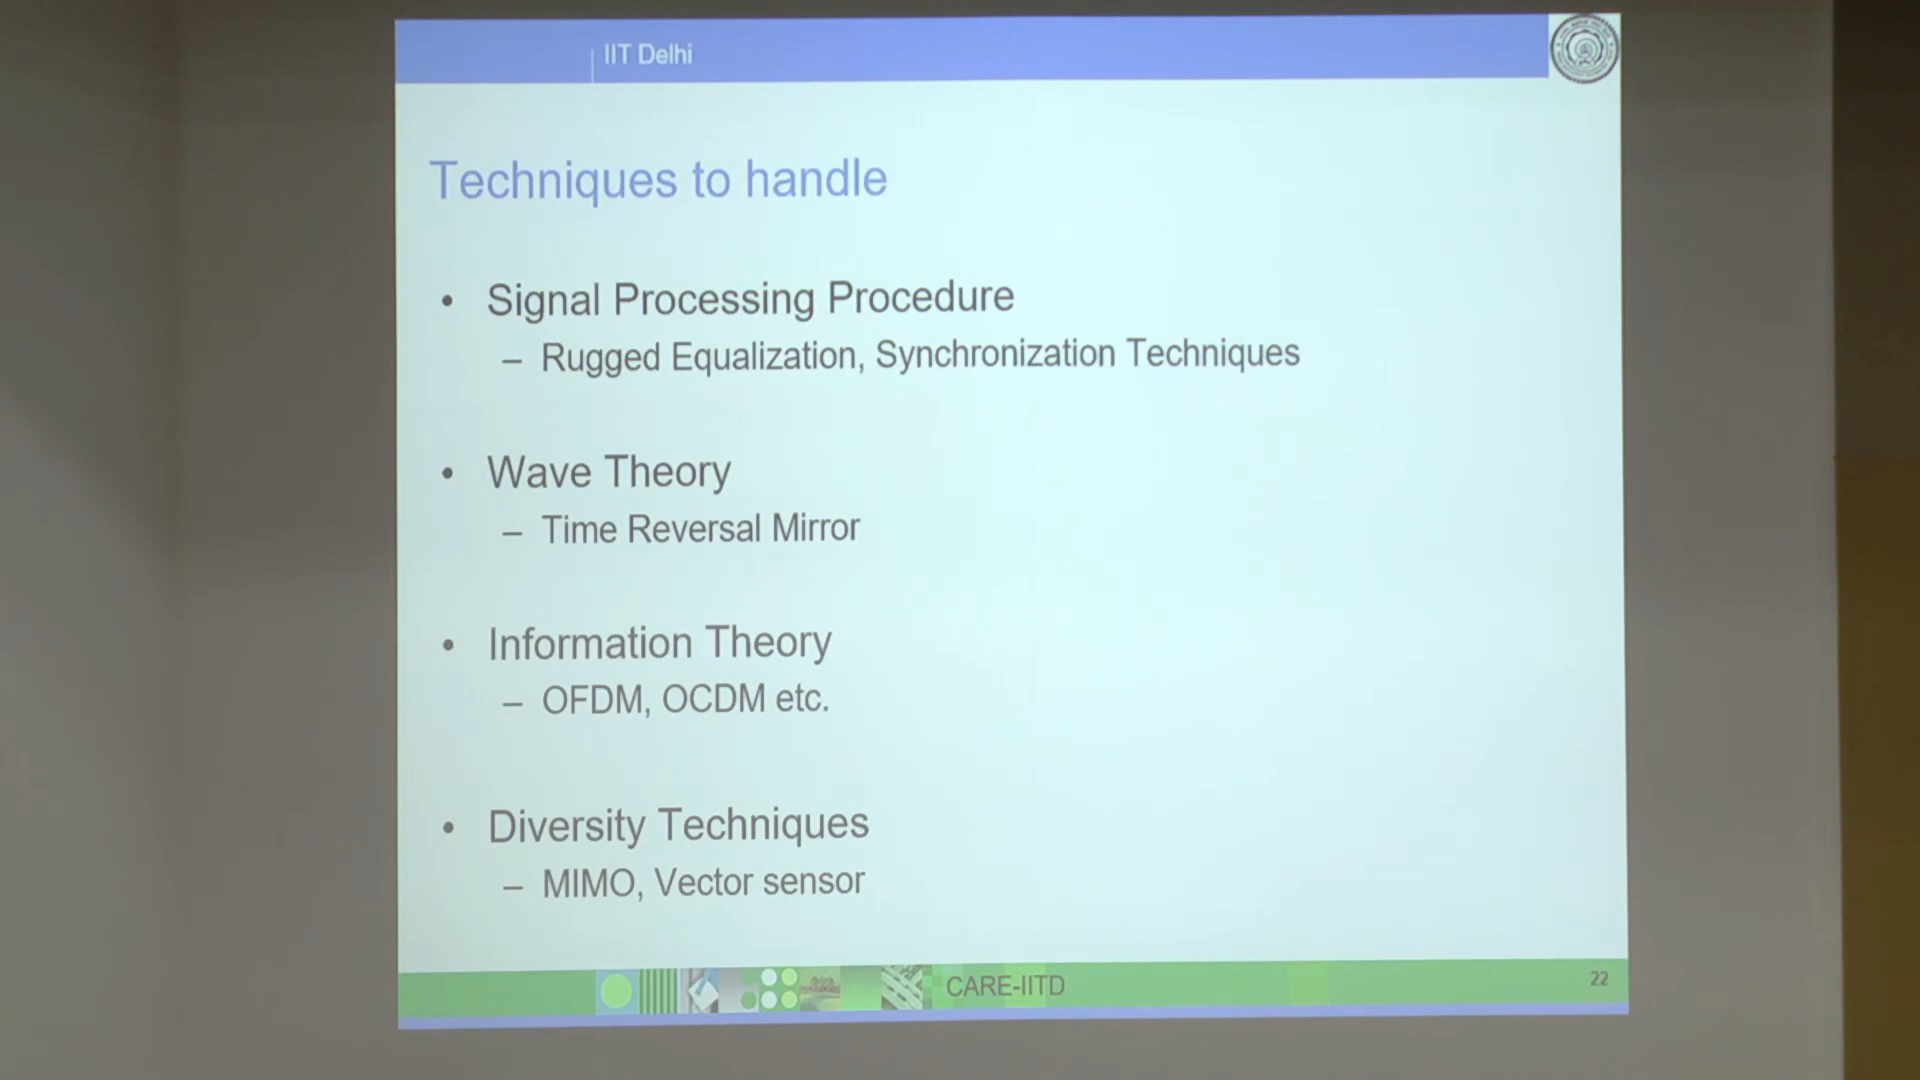 IIT Delhi
Techniques to handle
• Signal Processing Procedure
– Rugged Equalization, Synchronization Techniques
• Wave Theory
– Time Reversal Mirror
• Information Theory
– OFDM, OCDM etc.
• Diversity Techniques
– MIMO, Vector sensor
CARE-IITD
22